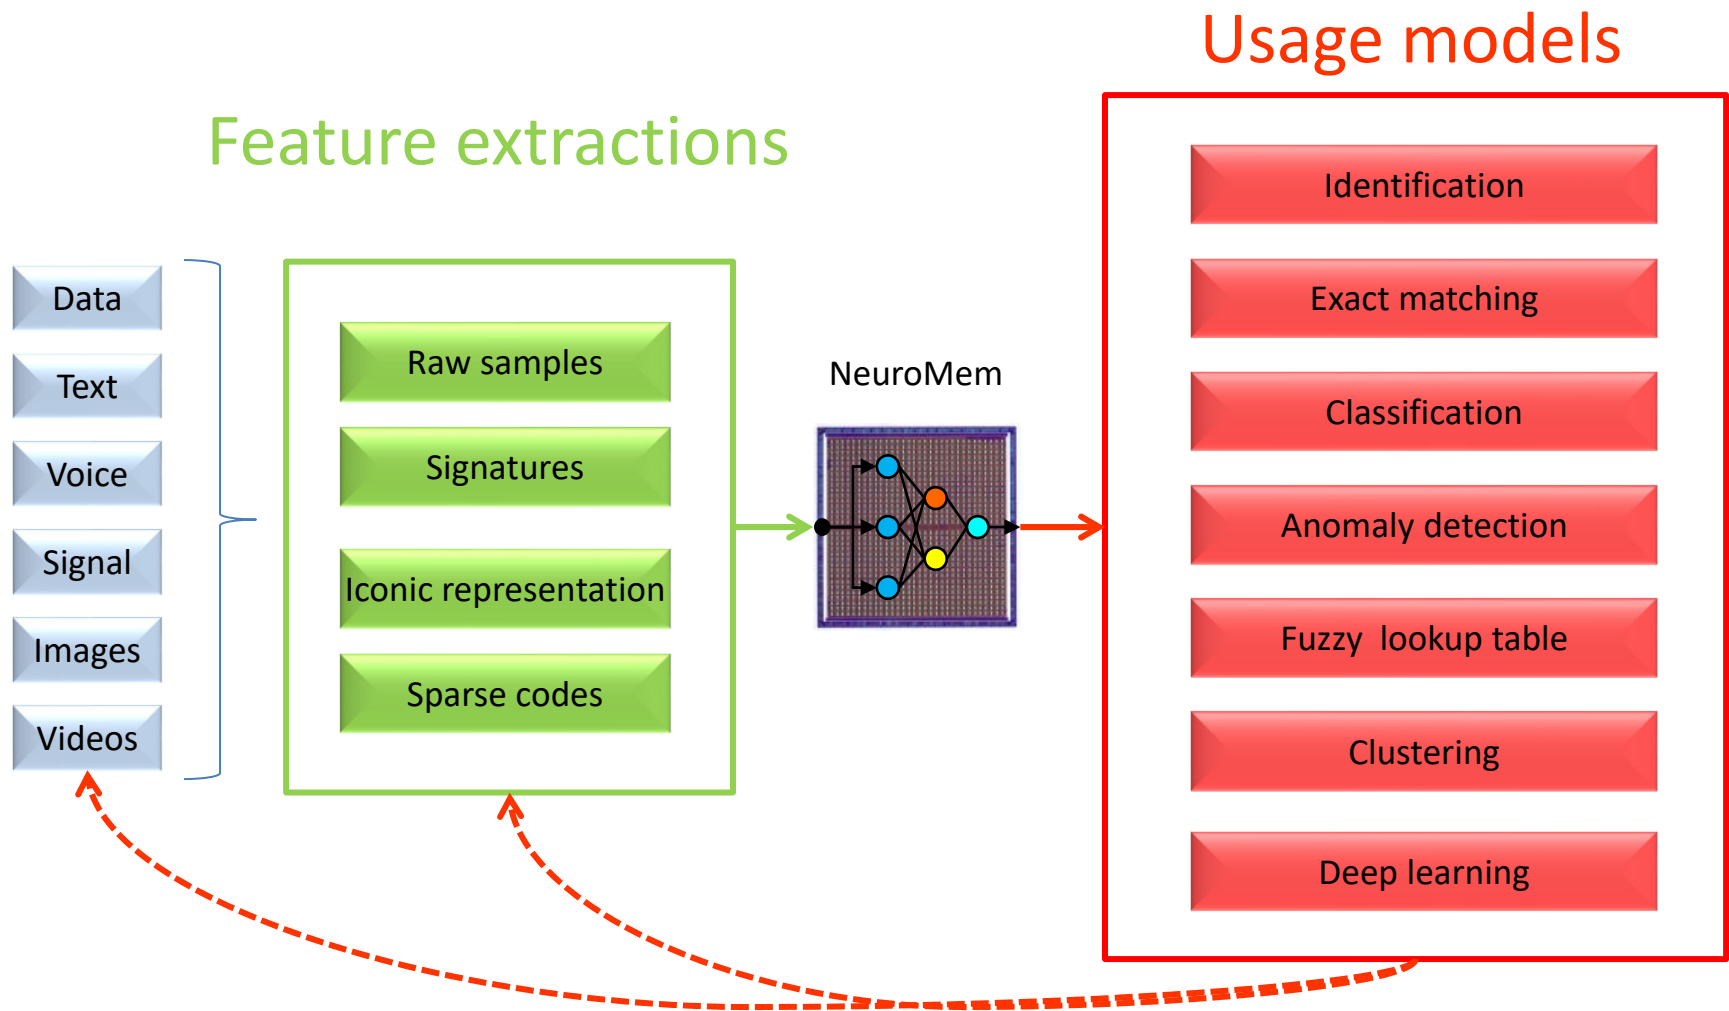 Usage models
Feature extractions
Data
Text
Voice
Signal
Images
Videos
Raw samples
Signatures
Iconic representation
Sparse codes
NeuroMem
Identification
Exact matching
Classification
Anomaly detection
Fuzzy  lookup table
Clustering
Deep learning